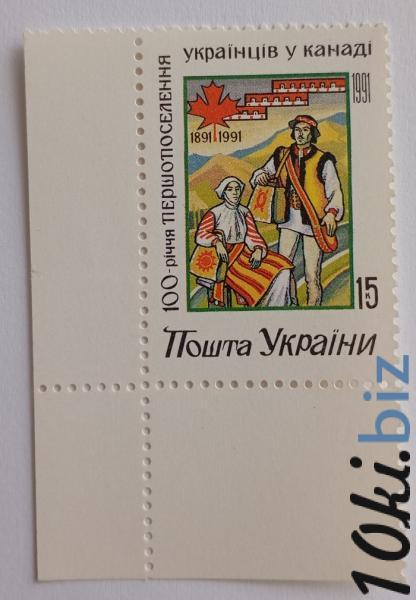 100-річчя першопоселення
українців у канаді
1991
1891 1991
15
к
Пошта України
10ki.biz